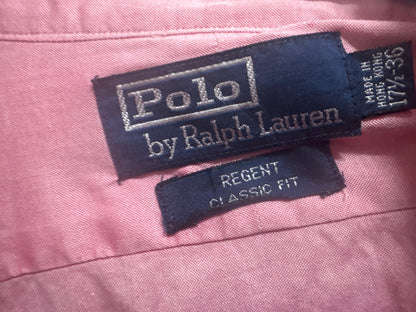 Polo
by Ralph Lauren
MADE IN
HONG KONG
17½-36
REGENT
CLASSIC FIT